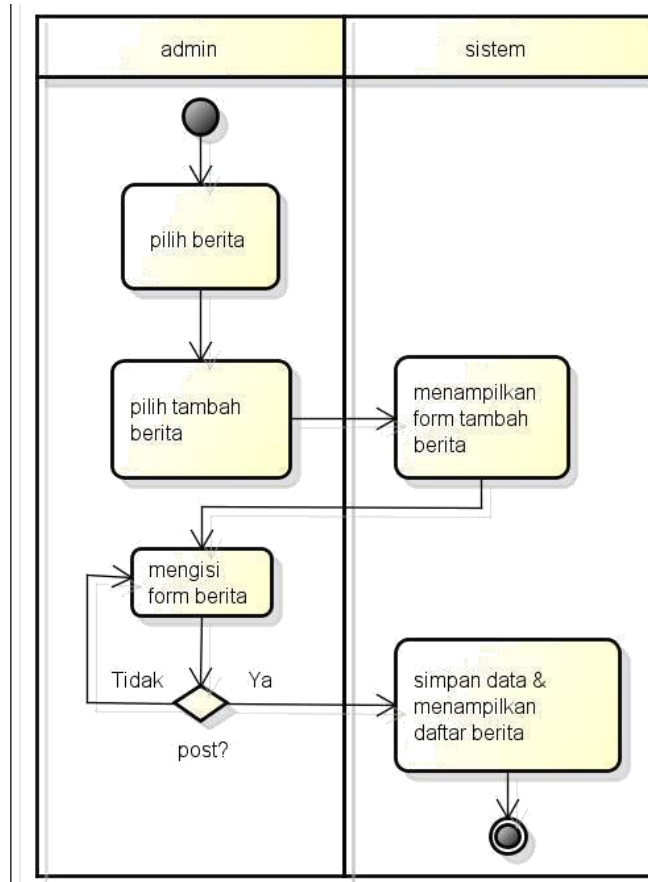 admin
sistem
pilih berita
pilih tambah
berita
menampilkan
form tambah
berita
mengisi
form berita
Tidak
Ya
post?
simpan data &
menampilkan
daftar berita